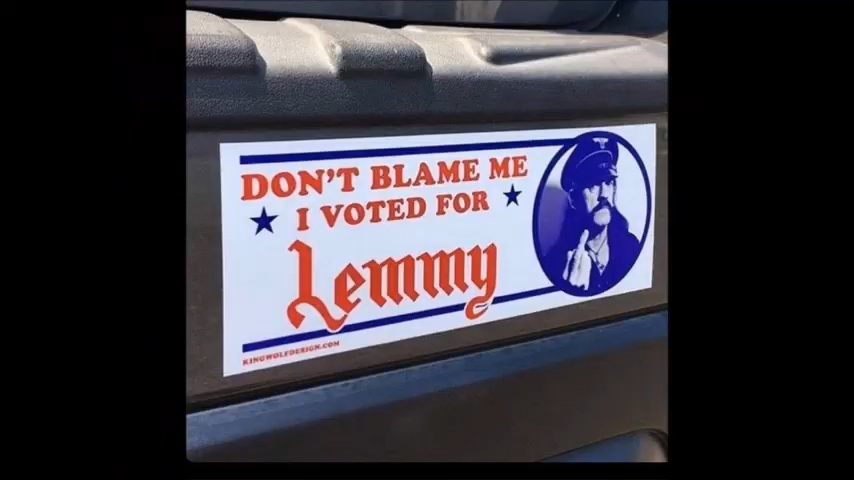 DON'T BLAME ME
I VOTED FOR
Lemmy
KINGWOLFDESIGN.COM